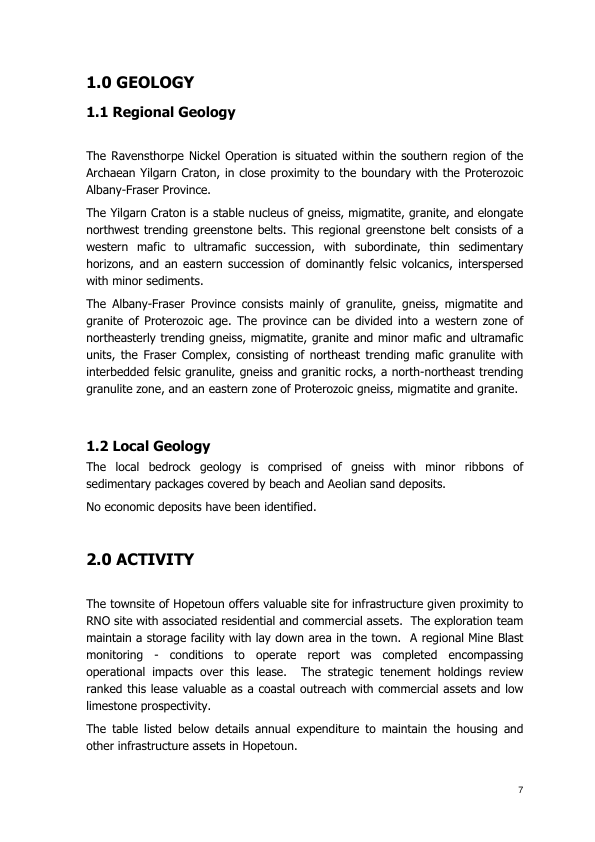 1.0 GEOLOGY
1.1 Regional Geology
The Ravensthorpe Nickel Operation is situated within the southern region of the
Archaean Yilgarn Craton, in close proximity to the boundary with the Proterozoic
Albany-Fraser Province.
The Yilgarn Craton is a stable nucleus of gneiss, migmatite, granite, and elongate
northwest trending greenstone belts. This regional greenstone belt consists of a
western mafic to ultramafic succession, with subordinate, thin sedimentary
horizons, and an eastern succession of dominantly felsic volcanics, interspersed
with minor sediments.
The Albany-Fraser Province consists mainly of granulite, gneiss, migmatite and
granite of Proterozoic age. The province can be divided into a western zone of
northeasterly trending gneiss, migmatite, granite and minor mafic and ultramafic
units, the Fraser Complex, consisting of northeast trending mafic granulite with
interbedded felsic granulite, gneiss and granitic rocks, a north-northeast trending
granulite zone, and an eastern zone of Proterozoic gneiss, migmatite and granite.
1.2 Local Geology
The local bedrock geology is comprised of gneiss with minor ribbons of
sedimentary packages covered by beach and Aeolian sand deposits.
No economic deposits have been identified.
2.0 ACTIVITY
The townsite of Hopetoun offers valuable site for infrastructure given proximity to
RNO site with associated residential and commercial assets.  The exploration team
maintain a storage facility with lay down area in the town.  A regional Mine Blast
monitoring - conditions to operate report was completed encompassing
operational impacts over this lease.  The strategic tenement holdings review
ranked this lease valuable as a coastal outreach with commercial assets and low
limestone prospectivity.
The table listed below details annual expenditure to maintain the housing and
other infrastructure assets in Hopetoun.
7